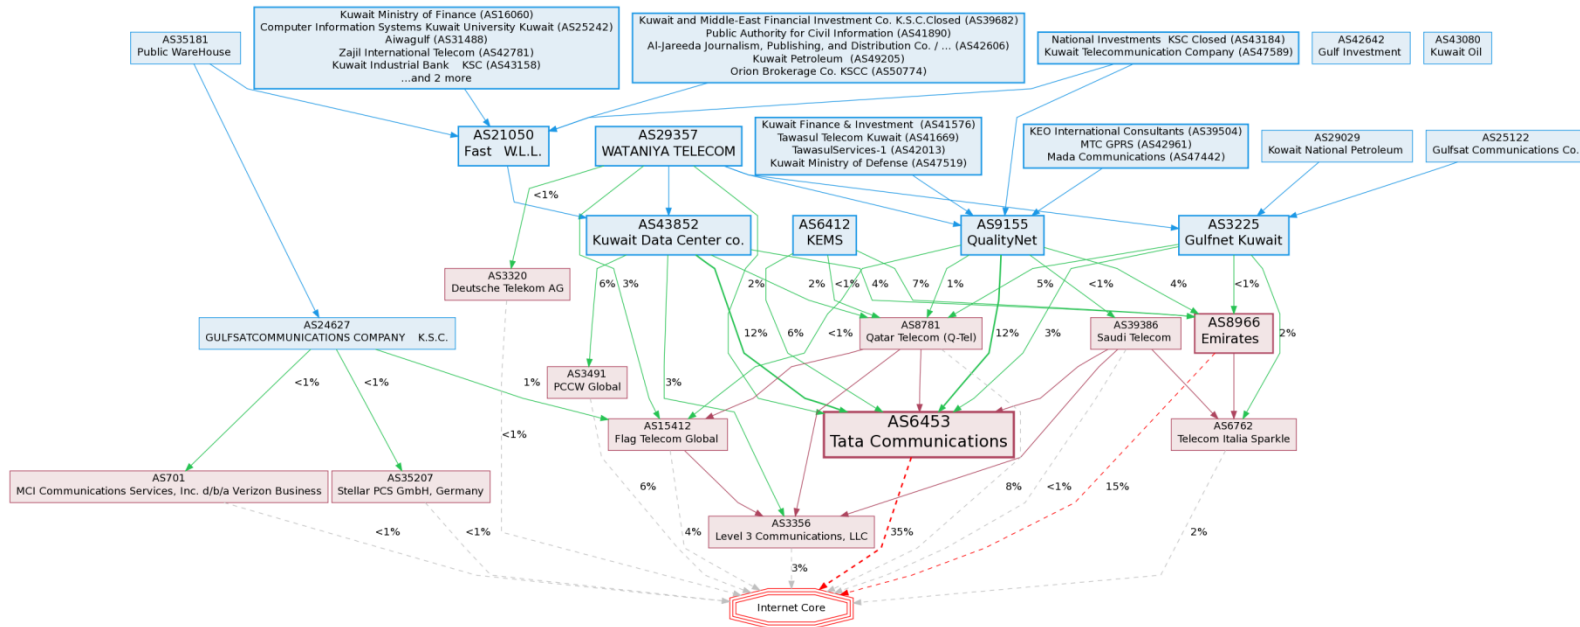 AS35181
Public WareHouse
Kuwait Ministry of Finance (AS16060)
Computer Information Systems Kuwait University Kuwait (AS25242)
Aiwagulf (AS31488)
Zajil International Telecom (AS42781)
Kuwait Industrial Bank    KSC (AS43158)
...and 2 more
Kuwait and Middle-East Financial Investment Co. K.S.C.Closed (AS39682)
Public Authority for Civil Information (AS41890)
Al-Jareeda Journalism, Publishing, and Distribution Co. / ... (AS42606)
Kuwait Petroleum  (AS49205)
Orion Brokerage Co. KSCC (AS50774)
National Investments  KSC Closed (AS43184)
Kuwait Telecommunication Company (AS47589)
AS42642
Gulf Investment
AS43080
Kuwait Oil
AS21050
Fast   W.L.L.
AS29357
WATANIYA TELECOM
Kuwait Finance & Investment  (AS41576)
Tawasul Telecom Kuwait (AS41669)
TawasulServices-1 (AS42013)
Kuwait Ministry of Defense (AS47519)
KEO International Consultants (AS39504)
MTC GPRS (AS42961)
Mada Communications (AS47442)
AS29029
Kowait National Petroleum
AS25122
Gulfsat Communications Co.
<1%
AS43852
Kuwait Data Center co.
AS6412
KEMS
AS9155
QualityNet
AS3225
Gulfnet Kuwait
AS3320
Deutsche Telekom AG
6%
3%
2%
2%
<1%
4%
7%
1%
5%
<1%
4%
<1%
AS24627
GULFSATCOMMUNICATIONS COMPANY    K.S.C.
12%
6%
<1%
AS8781
Qatar Telecom (Q-Tel)
12%
3%
AS39386
Saudi Telecom
AS8966
Emirates
2%
<1%
<1%
1%
AS3491
PCCW Global
3%
AS15412
Flag Telecom Global
AS6453
Tata Communications
AS6762
Telecom Italia Sparkle
<1%
AS701
MCI Communications Services, Inc. d/b/a Verizon Business
AS35207
Stellar PCS GmbH, Germany
6%
8%
<1%
15%
AS3356
Level 3 Communications, LLC
<1%
<1%
4%
35%
2%
3%
Internet Core